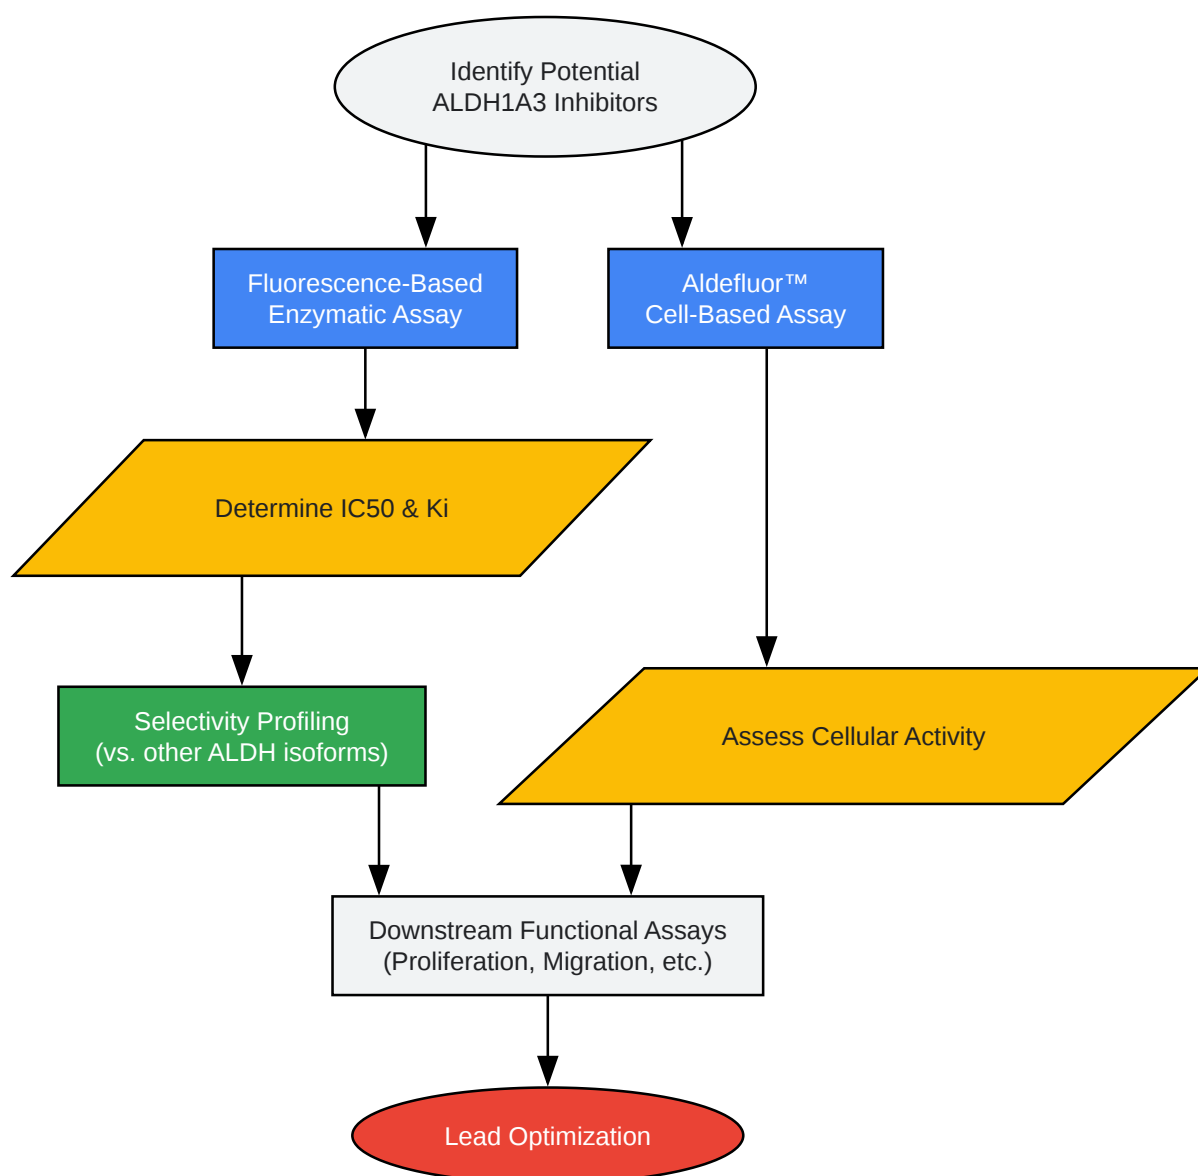 Identify Potential
ALDH1A3 Inhibitors
Fluorescence-Based
Enzymatic Assay
Aldefluor™
Cell-Based Assay
Determine IC50 & Ki
Selectivity Profiling
(vs. other ALDH isoforms)
Assess Cellular Activity
Downstream Functional Assays
(Proliferation, Migration, etc.)
Lead Optimization